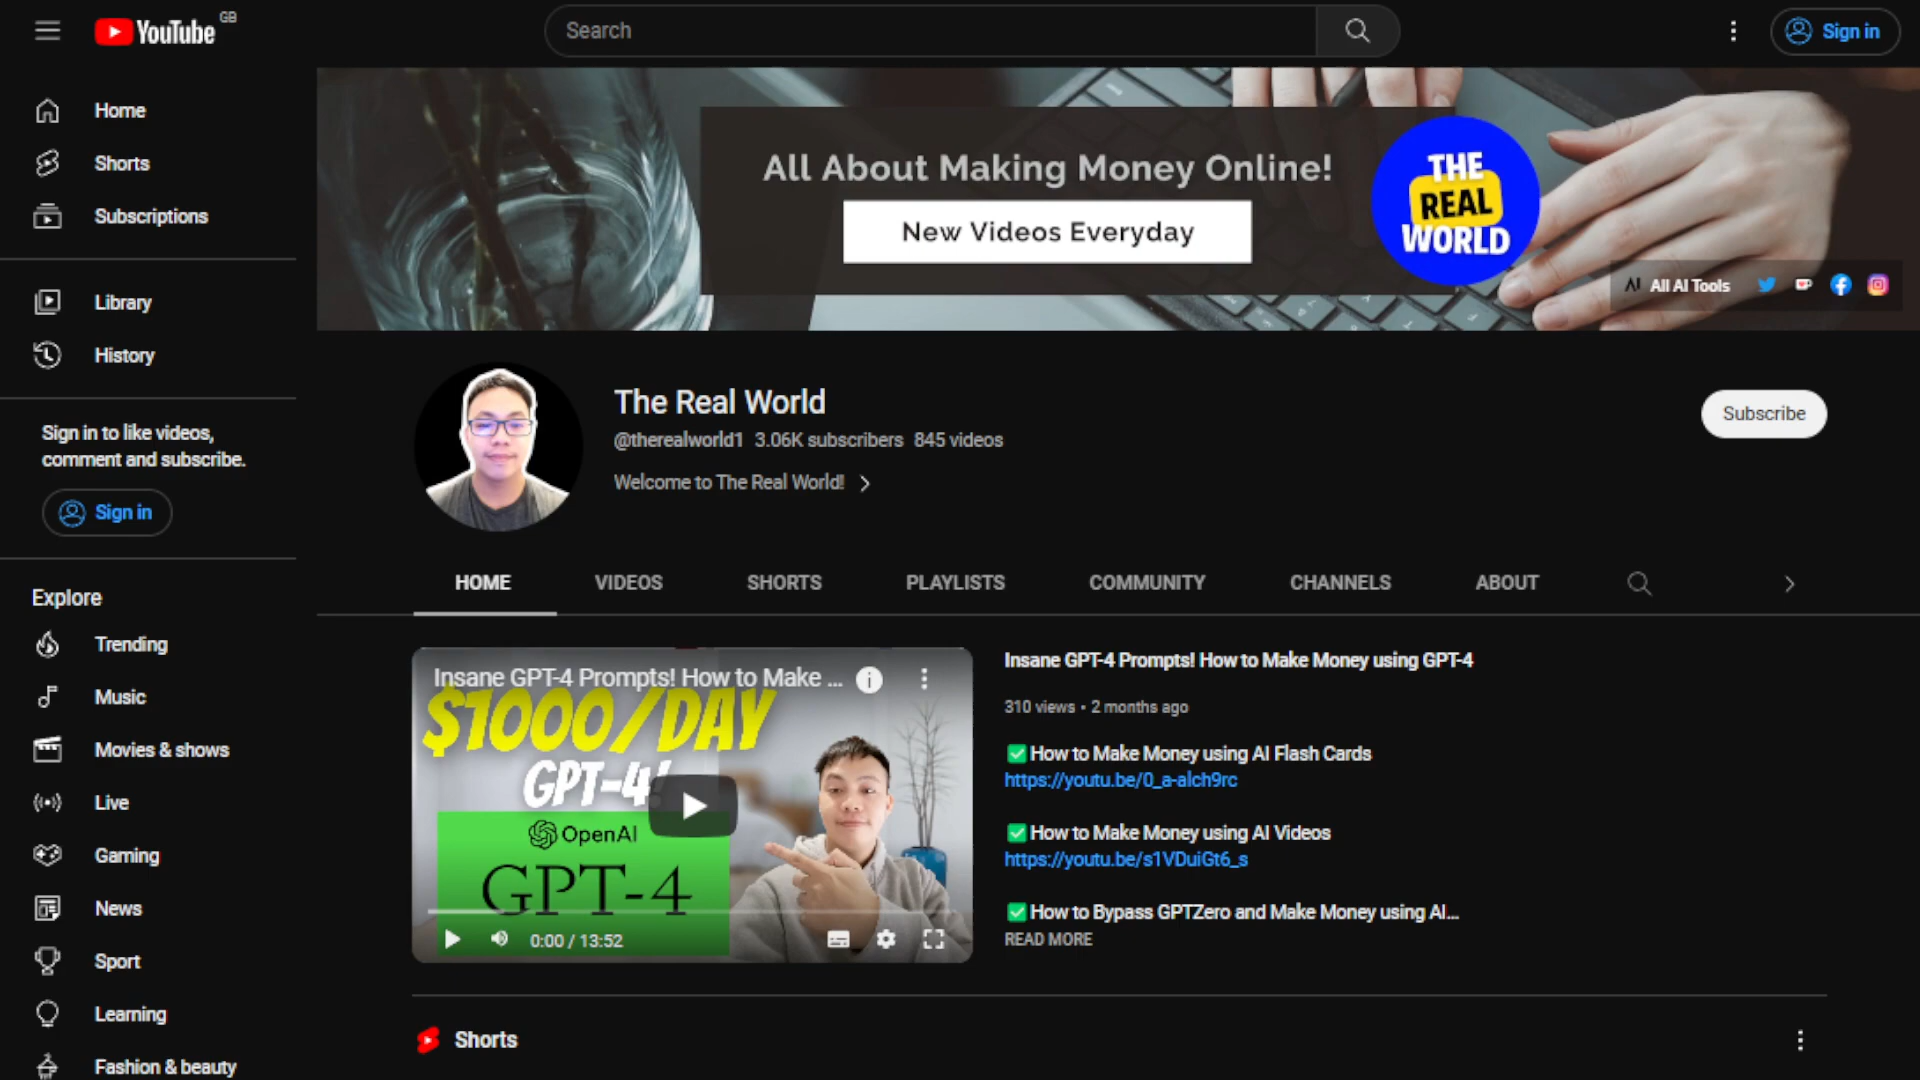 YouTube GB
Search
Sign in
Home
Shorts
Subscriptions
Library
History
Sign in to like videos,
comment and subscribe.
Sign in
Explore
Trending
Music
Movies & shows
Live
Gaming
News
Sport
Learning
Fashion & beauty
All About Making Money Online!
New Videos Everyday
THE
REAL
WORLD
AI All AI Tools
The Real World
@therealworld1 3.06K subscribers 845 videos
Welcome to The Real World!
Subscribe
HOME VIDEOS SHORTS PLAYLISTS COMMUNITY CHANNELS ABOUT
Insane GPT-4 Prompts! How to Make ...
$1000/DAY
GPT-4!
OpenAI
GPT-4
0:00 / 13:52
Insane GPT-4 Prompts! How to Make Money using GPT-4
310 views • 2 months ago
✅How to Make Money using AI Flash Cards
https://youtu.be/0_a-alch9rc
✅How to Make Money using AI Videos
https://youtu.be/s1VDuiGt6_s
✅How to Bypass GPTZero and Make Money using AI...
READ MORE
Shorts